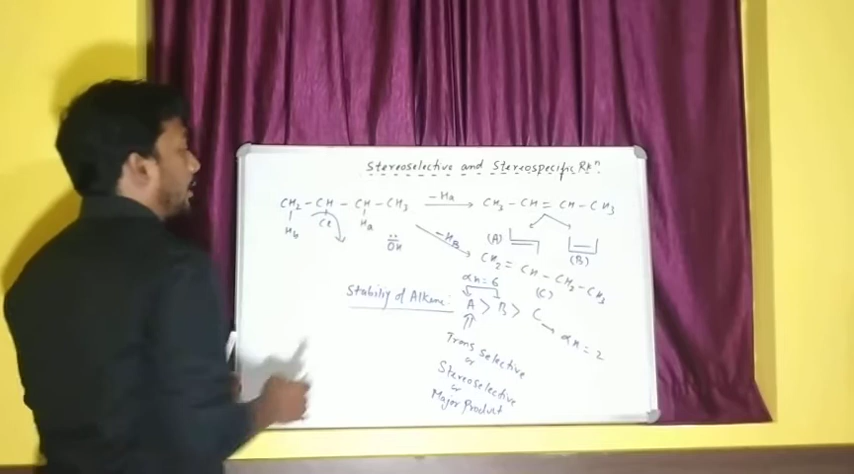 Stereoselective and Stereospecific Rxⁿ.
CH₂ – CH – CH – CH₃ –Ha CH₃ – CH = CH – CH₃
Hb Cl Ha
ÖH –Hb (A) (B)
CH₂ = CH – CH₂ – CH₃
(C)
αH = 6
Stability of Alkene: A > B > C
αH = 2
Trans Selective
or
Stereoselective
or
Major Product